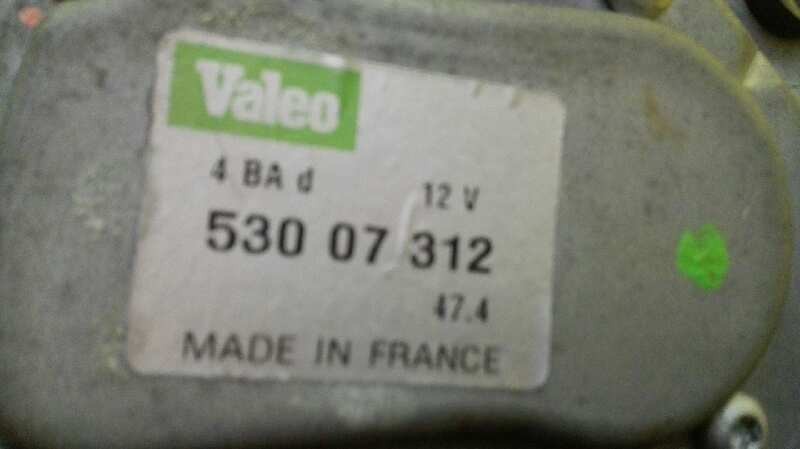 Valeo
4 BA d 12 V
530 07 312
47.4
MADE IN FRANCE